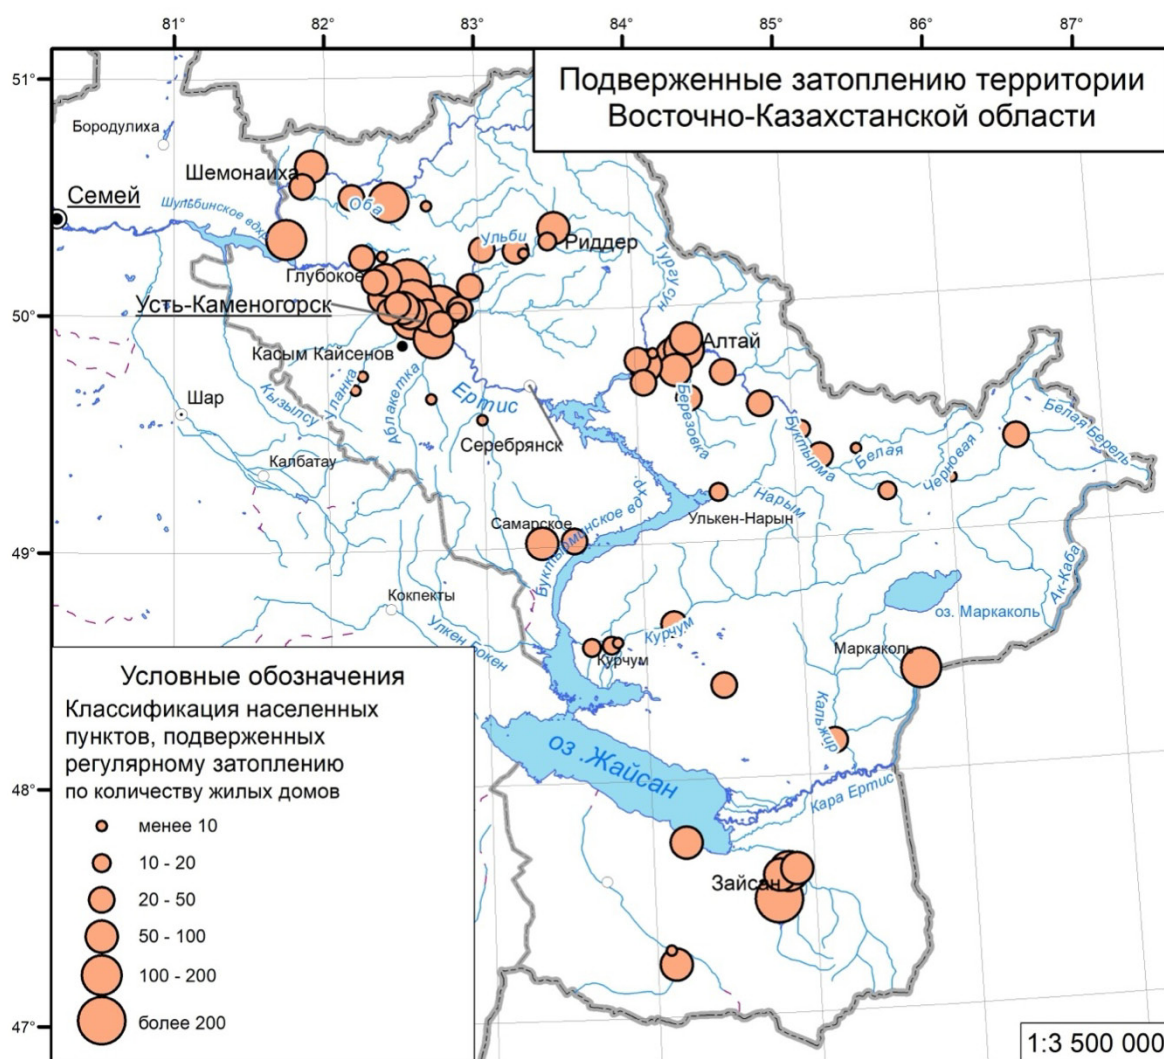 81° 82° 83° 84° 85° 86° 87°
51°
50°
49°
48°
47°
Подверженные затоплению территории
Восточно-Казахстанской области
Бородулиха
Шемонаиха
Семей
Шульбинское вдхр
Оба
Ульби
Риддер
Тургусун
Глубокое
Усть-Каменогорск
Алтай
Касым Кайсенов
Ертис
Уланка
Аблакетка
Кызылсу
Шар
Березовка
Серебрянск
Буктырма
Белая
Черновая
Белая Берель
Калбатау
Нарым
Улькен-Нарын
Самарское
Буктырминское вдхр
Ак-Каба
оз. Маркаколь
Кокпекты
Улкен Бокен
Курчум
Курчум
Маркаколь
Кальжир
оз .Жайсан
Кара Ертис
Зайсан
Условные обозначения
Классификация населенных
пунктов, подверженных
регулярному затоплению
по количеству жилых домов
менее 10
10 - 20
20 - 50
50 - 100
100 - 200
более 200
1:3 500 000